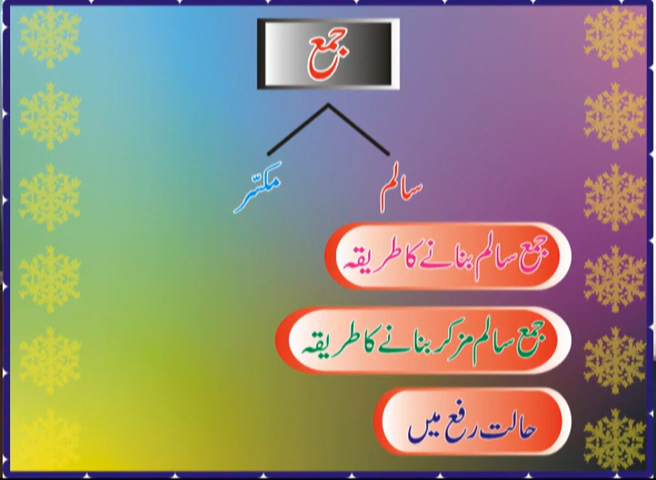 جمع
سالم مکسّر
جمع سالم بنانے کا طریقہ
جمع سالم مزکر بنانے کا طریقہ
حالت رفع میں